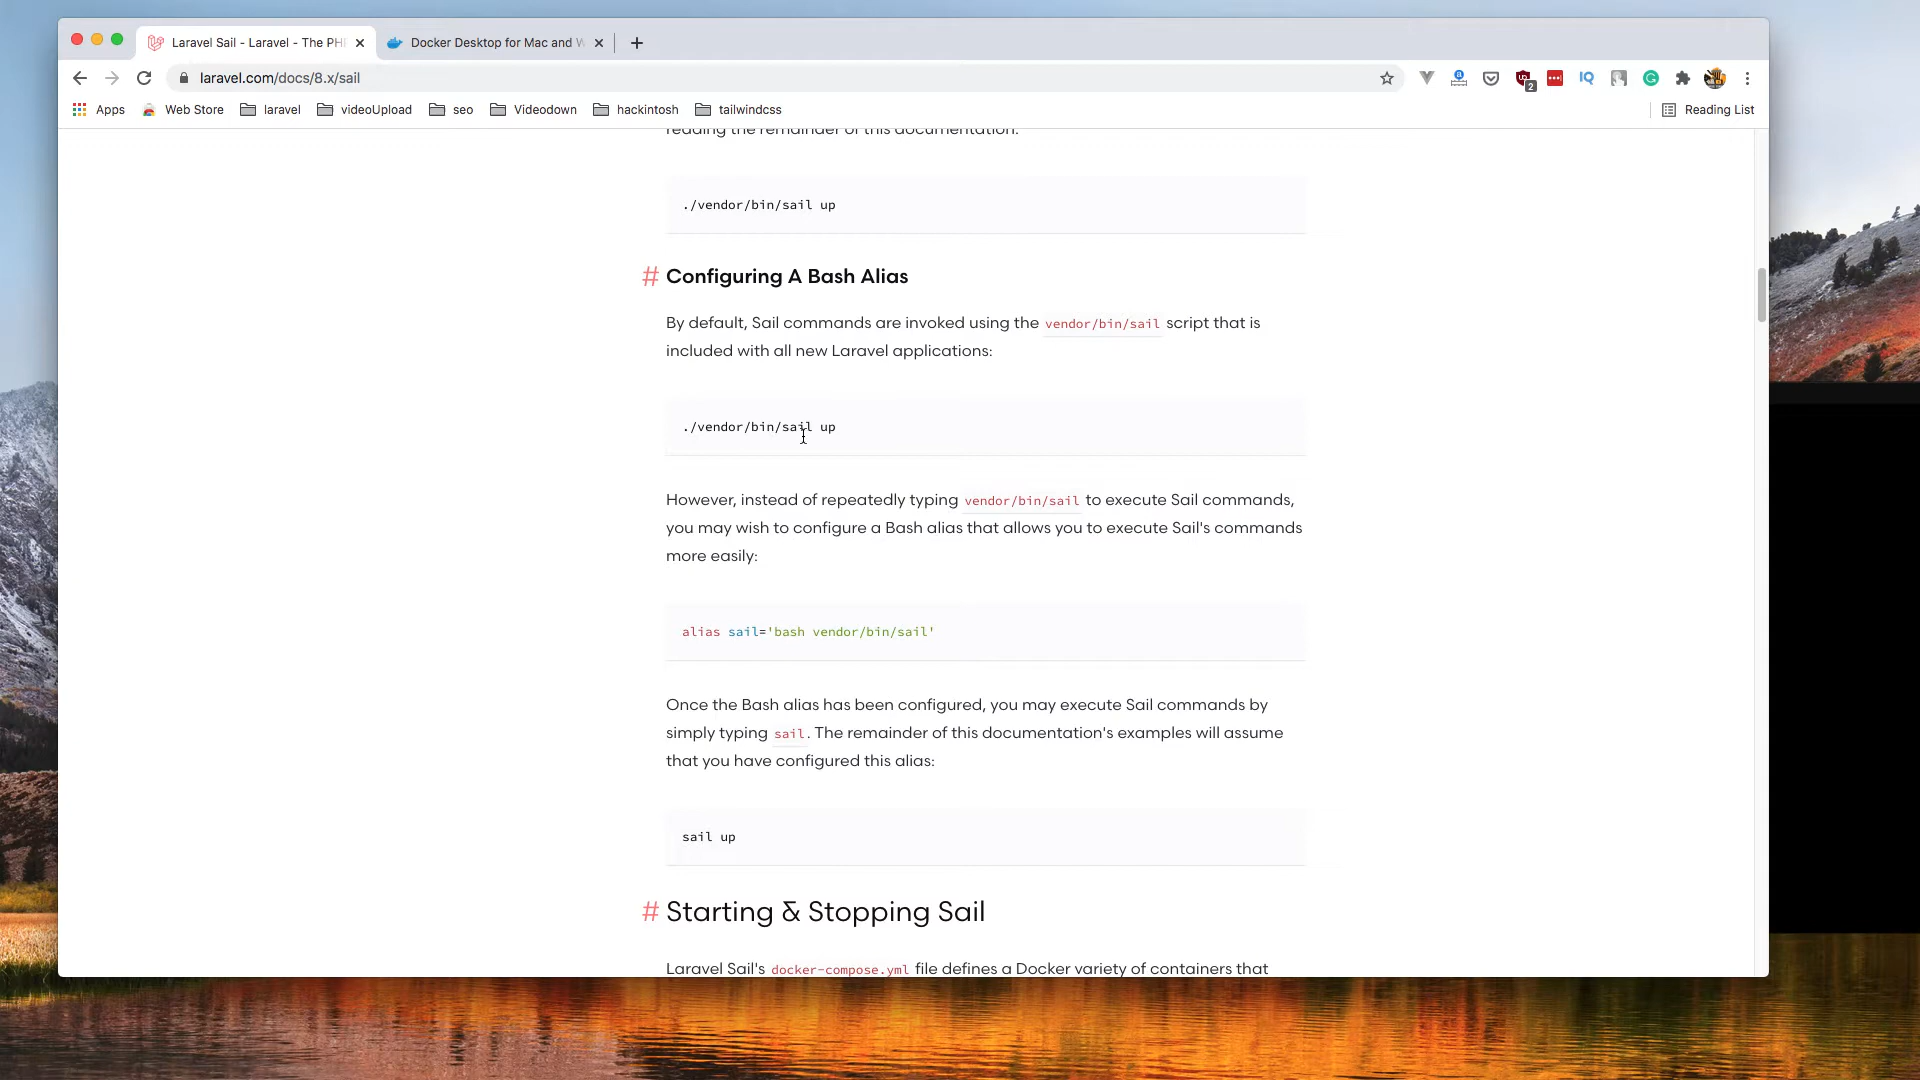 Laravel Sail - Laravel - The PH
Docker Desktop for Mac and W
laravel.com/docs/8.x/sail
2
IQ
Apps
Web Store
laravel
videoUpload
seo
Videodown
hackintosh
tailwindcss
Reading List
reading the remainder of this documentation.
./vendor/bin/sail up
# Configuring A Bash Alias
By default, Sail commands are invoked using the vendor/bin/sail script that is
included with all new Laravel applications:
./vendor/bin/sail up
However, instead of repeatedly typing vendor/bin/sail to execute Sail commands,
you may wish to configure a Bash alias that allows you to execute Sail's commands
more easily:
alias sail='bash vendor/bin/sail'
Once the Bash alias has been configured, you may execute Sail commands by
simply typing sail. The remainder of this documentation's examples will assume
that you have configured this alias:
sail up
# Starting & Stopping Sail
Laravel Sail's docker-compose.yml file defines a Docker variety of containers that